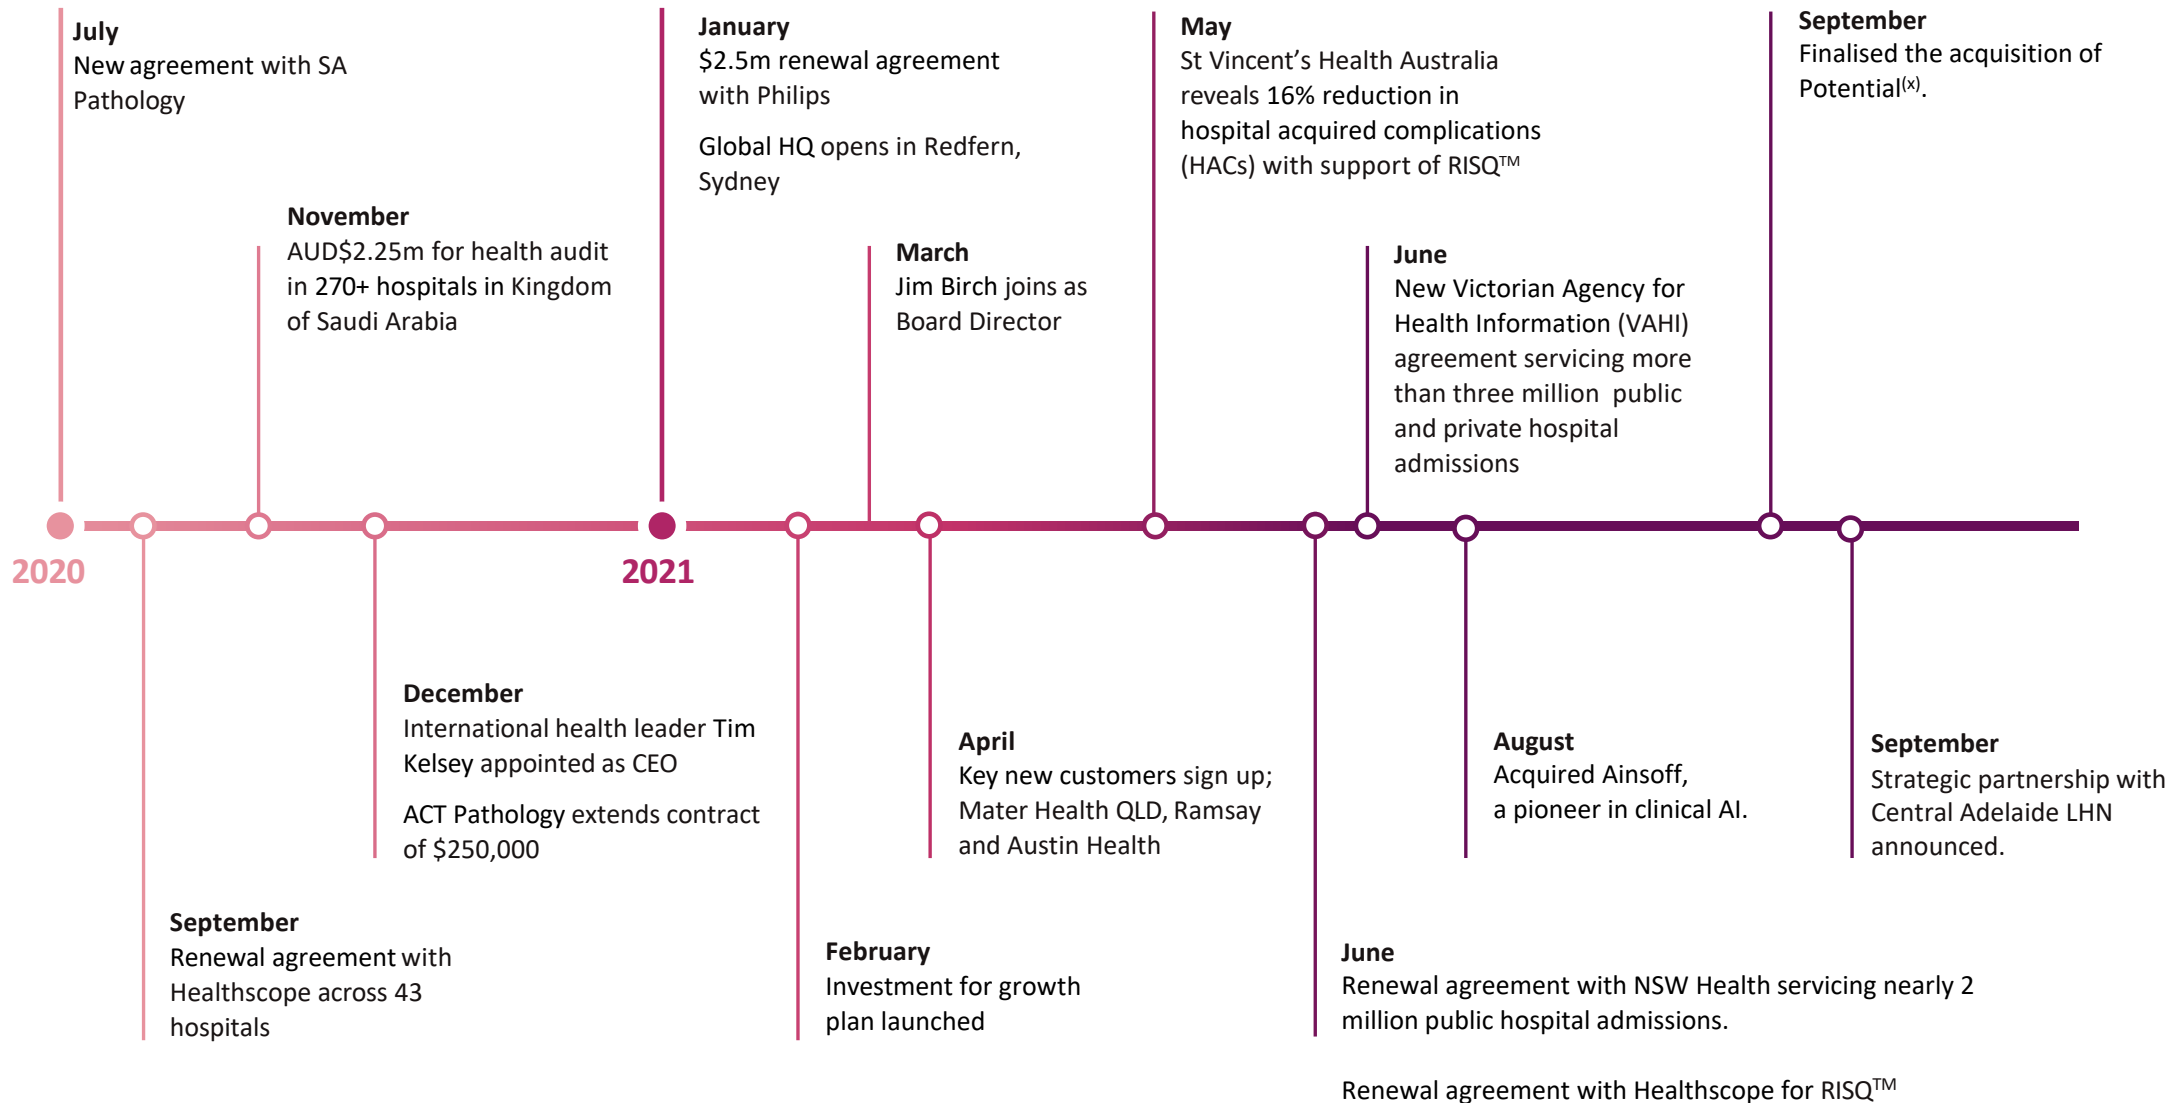 July
New agreement with SA
Pathology
January
$2.5m renewal agreement
with Philips
Global HQ opens in Redfern,
Sydney
May
St Vincent’s Health Australia
reveals 16% reduction in
hospital acquired complications
(HACs) with support of RISQ™
September
Finalised the acquisition of
Potential(x).
November
AUD$2.25m for health audit
in 270+ hospitals in Kingdom
of Saudi Arabia
March
Jim Birch joins as
Board Director
June
New Victorian Agency for
Health Information (VAHI)
agreement servicing more
than three million public
and private hospital
admissions
2020
2021
December
International health leader Tim
Kelsey appointed as CEO
ACT Pathology extends contract
of $250,000
April
Key new customers sign up;
Mater Health QLD, Ramsay
and Austin Health
August
Acquired Ainsoff,
a pioneer in clinical AI.
September
Strategic partnership with
Central Adelaide LHN
announced.
September
Renewal agreement with
Healthscope across 43
hospitals
February
Investment for growth
plan launched
June
Renewal agreement with NSW Health servicing nearly 2
million public hospital admissions.
Renewal agreement with Healthscope for RISQ™